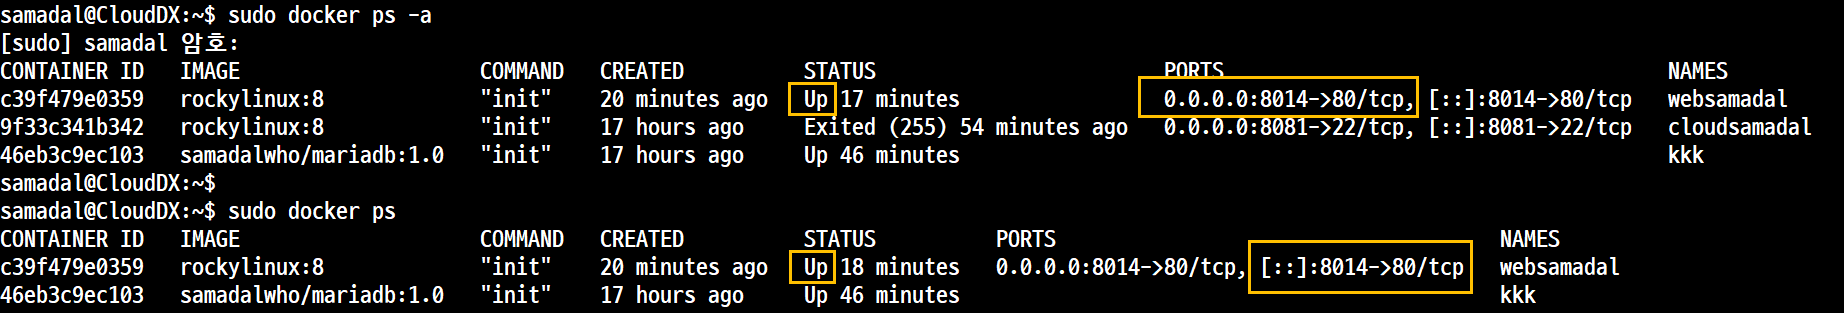 samadal@CloudDX:~$ sudo docker ps -a
[sudo] samadal 암호:
CONTAINER ID   IMAGE                    COMMAND   CREATED          STATUS                       PORTS                                     NAMES
c39f479e0359   rockylinux:8             "init"    20 minutes ago   Up 17 minutes                0.0.0.0:8014->80/tcp, [::]:8014->80/tcp   websamadal
9f33c341b342   rockylinux:8             "init"    17 hours ago     Exited (255) 54 minutes ago   0.0.0.0:8081->22/tcp, [::]:8081->22/tcp   cloudsamadal
46eb3c9ec103   samadalwho/mariadb:1.0   "init"    17 hours ago     Up 46 minutes                                                          kkk
samadal@CloudDX:~$
samadal@CloudDX:~$ sudo docker ps
CONTAINER ID   IMAGE                    COMMAND   CREATED          STATUS          PORTS                                     NAMES
c39f479e0359   rockylinux:8             "init"    20 minutes ago   Up 18 minutes   0.0.0.0:8014->80/tcp, [::]:8014->80/tcp   websamadal
46eb3c9ec103   samadalwho/mariadb:1.0   "init"    17 hours ago     Up 46 minutes                                             kkk